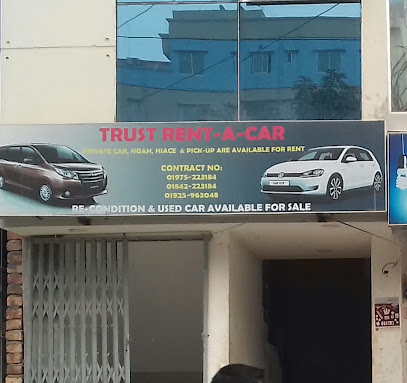 TRUST RENT-A-CAR
PRIVATE CAR, NOAH, HIACE & PICK-UP ARE AVAILABLE FOR RENT
CONTRACT NO:
01975-223184
01842-223184
01925-963048
RE-CONDITION & USED CAR AVAILABLE FOR SALE